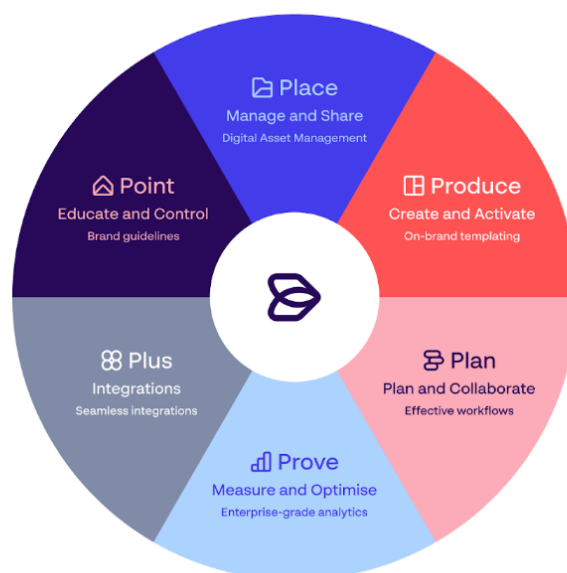 Place
Manage and Share
Digital Asset Management
Produce
Create and Activate
On-brand templating
Plan
Plan and Collaborate
Effective workflows
Prove
Measure and Optimise
Enterprise-grade analytics
Plus
Integrations
Seamless integrations
Point
Educate and Control
Brand guidelines